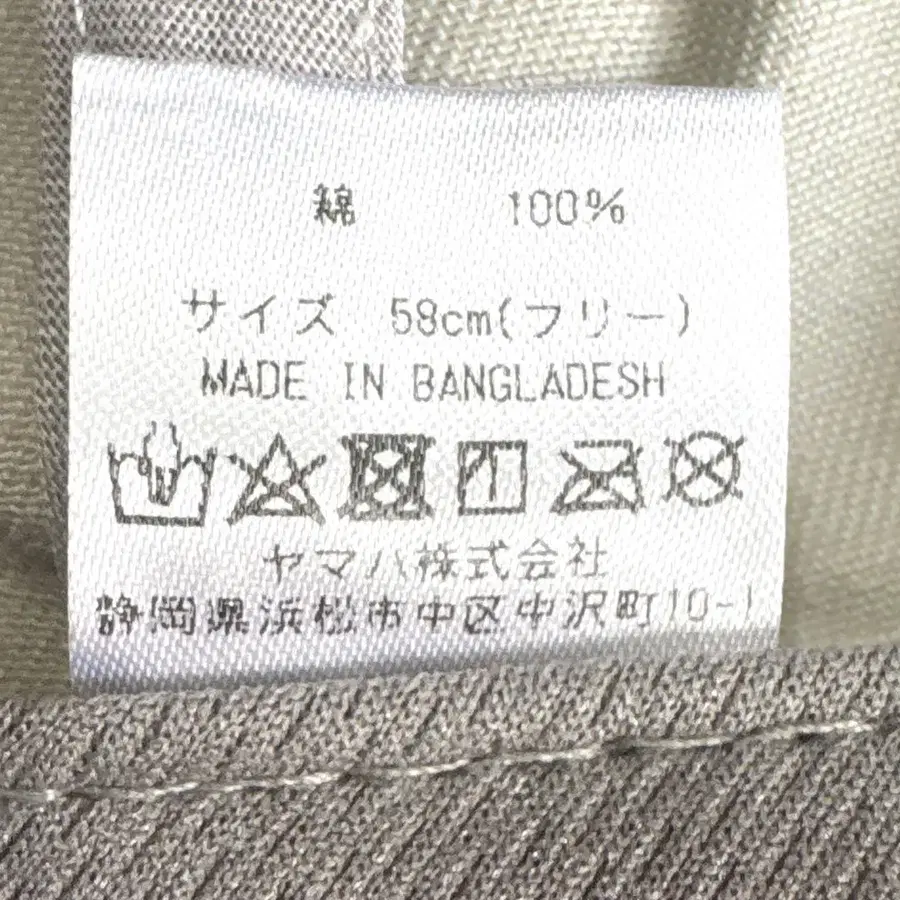 綿 100%
サイズ 58cm(フリー)
MADE IN BANGLADESH
ヤマハ株式会社
静岡県浜松市中区中沢町10-1